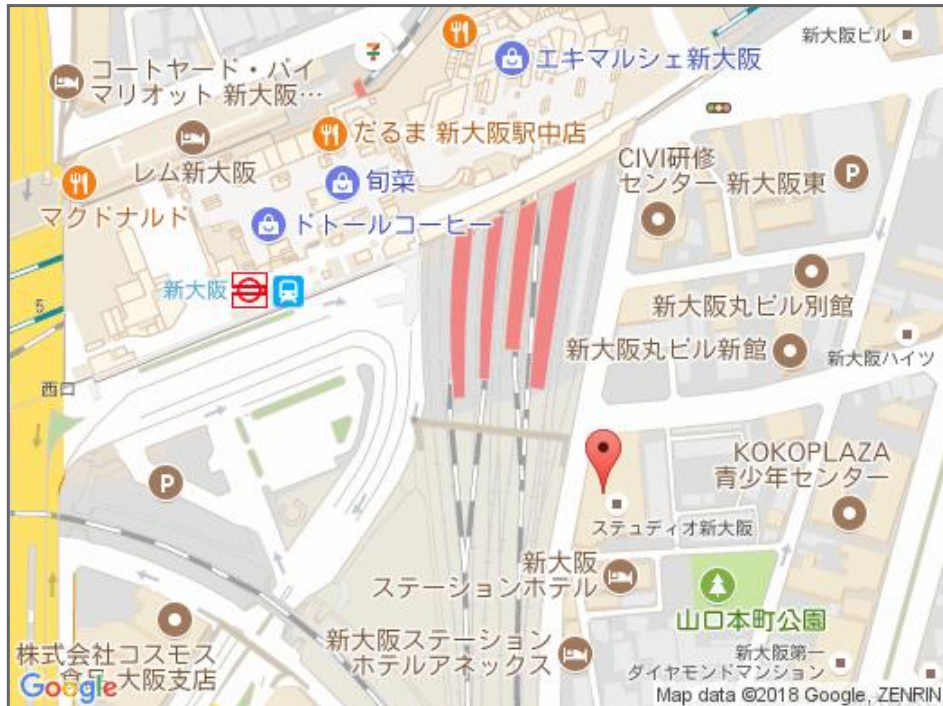 新大阪ビル
エキマルシェ新大阪
コートヤード・バイ
マリオット 新大阪…
だるま 新大阪駅中店
レム新大阪
CIVI研修
センター 新大阪東
P
旬菜
マクドナルド
ドトールコーヒー
新大阪
5
新大阪丸ビル別館
新大阪丸ビル新館
新大阪ハイツ
西口
KOKOPLAZA
青少年センター
P
ステュディオ新大阪
新大阪
ステーションホテル
山口本町公園
新大阪ステーション
ホテルアネックス
新大阪第一
ダイヤモンドマンション
株式会社コスモス
食品 大阪支店
Google
Map data ©2018 Google, ZENRIN